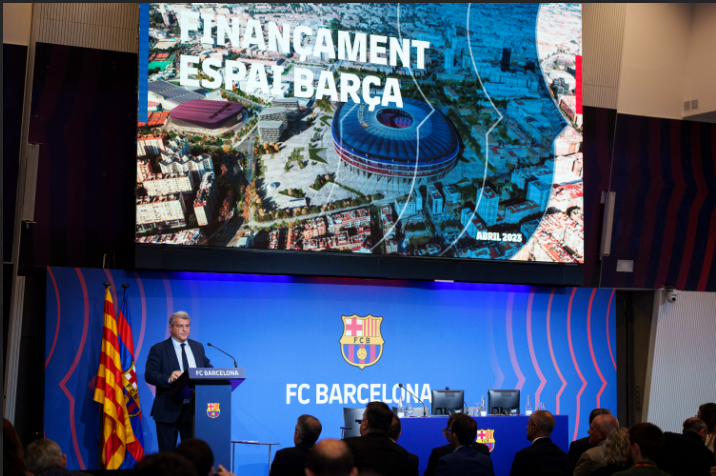 FINANÇAMENT
ESPAI BARÇA
ABRIL 2023
FCB
FC BARCELONA
FC BARCELONA